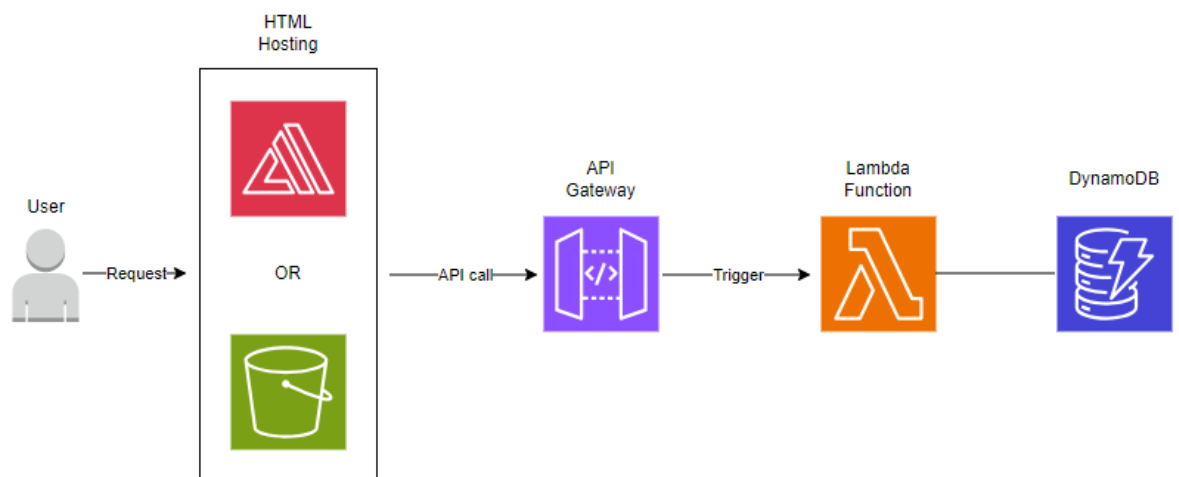 HTML
Hosting
User
Request
OR
API call
API
Gateway
</>
Trigger
Lambda
Function
DynamoDB